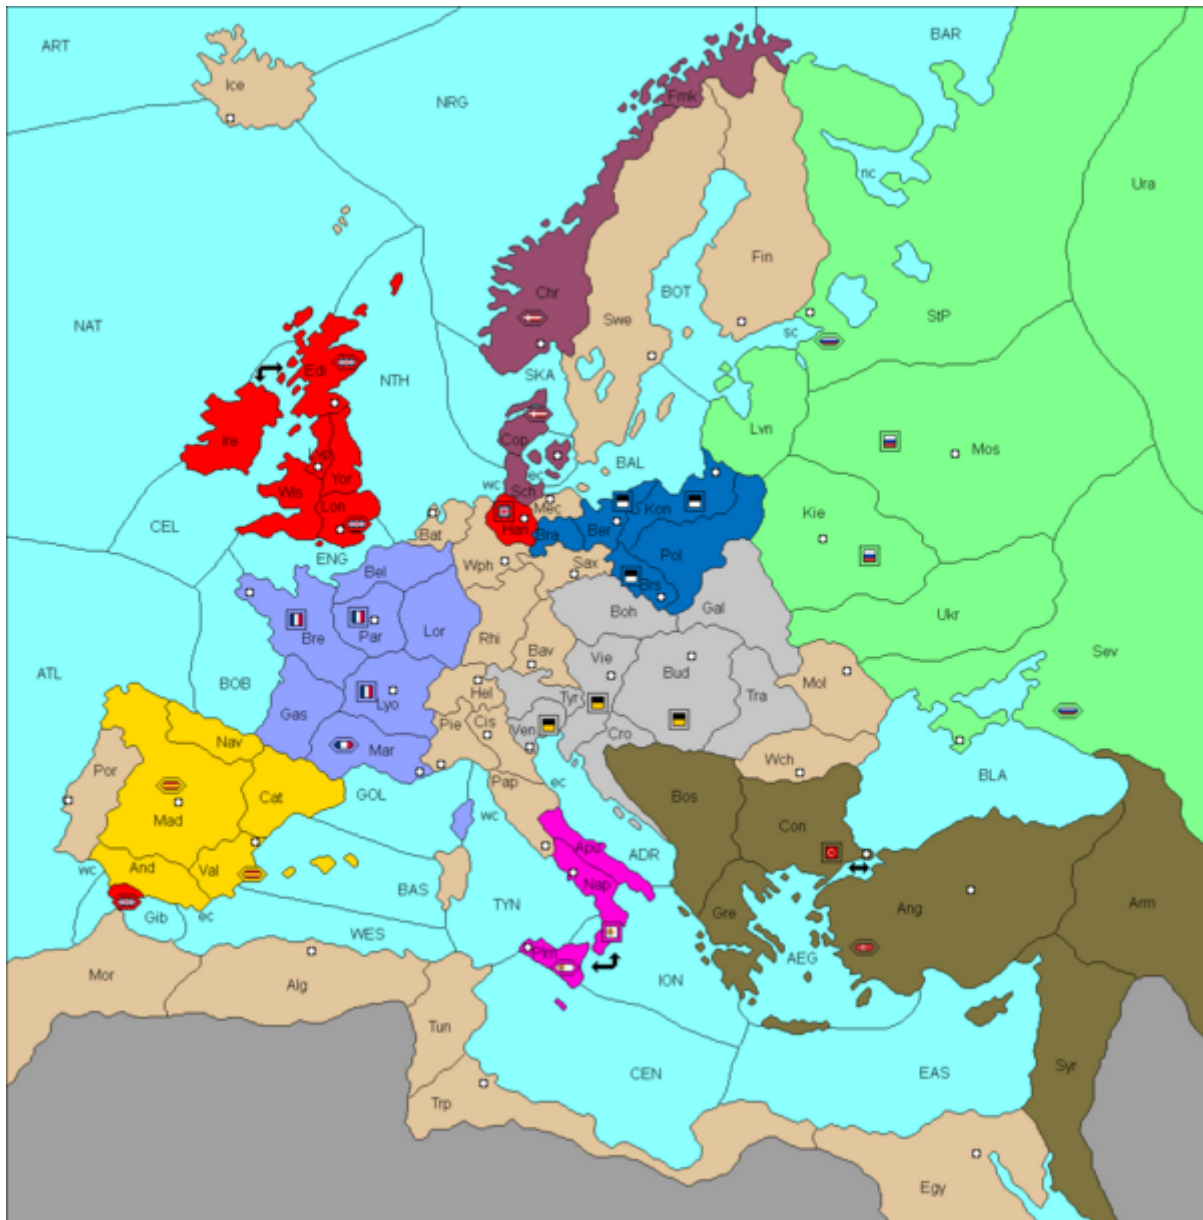 ART
BAR
Ice
NRG
Fmk
nc
Ura
Fin
Chr
BOT
StP
NAT
Swe
sc
Edi
NTH
SKA
Lvn
Ire
Lvp
Cop
Mos
Yor
BAL
ec
Wls
wc
Sch
Lon
Mec
Kon
CEL
Bat
Han
Bra
Ber
Kie
ENG
Pol
Wph
Sax
Bel
Brs
Boh
Gal
Ukr
Bre
Par
Lor
Rhi
Bav
Vie
Sev
ATL
BOB
Bud
Mol
Hel
Tyr
Tra
Lyo
Gas
Cis
Ven
Nav
Pie
Cro
Mar
Wch
Por
ec
BLA
Pap
Cat
GOL
Bos
wc
Mad
Con
Apu
ADR
And
Val
wc
BAS
Nap
TYN
Gre
Ang
Arm
Gib
ec
WES
Plm
AEG
Mor
Alg
ION
Tun
CEN
EAS
Syr
Trp
Egy